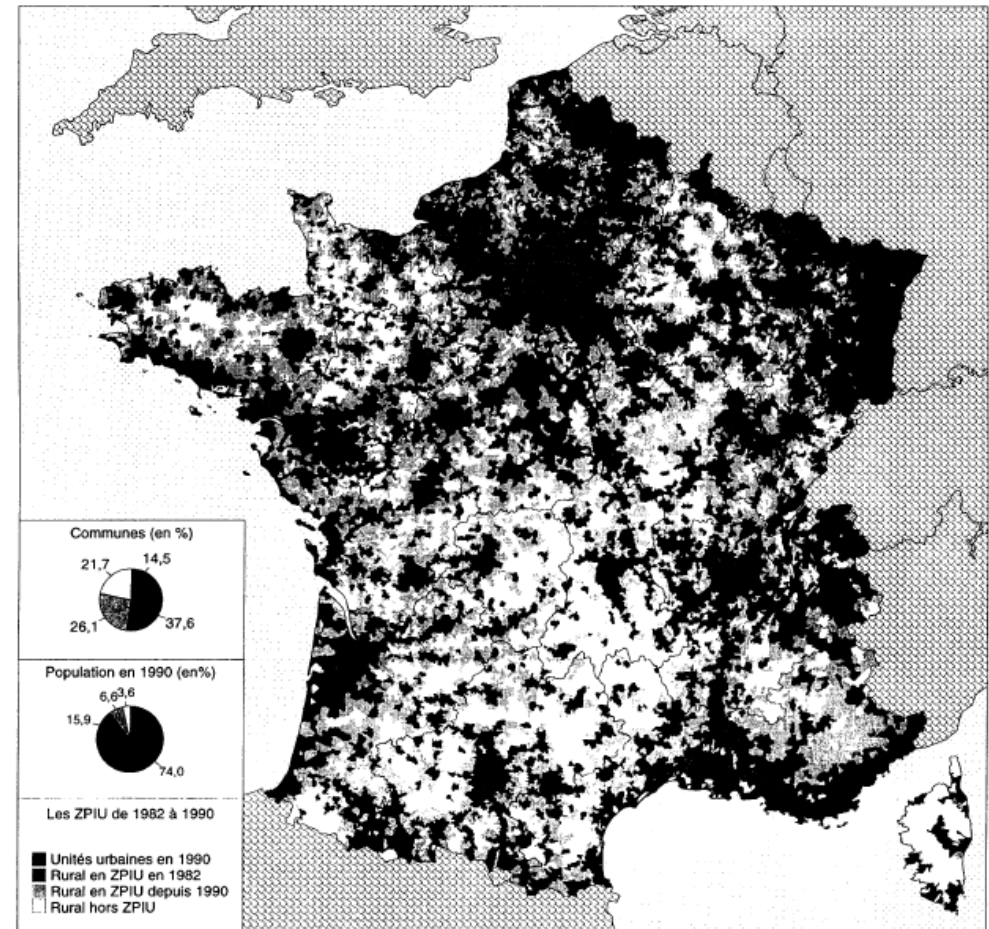 Communes (en %)
21,7 14,5
26,1 37,6
Population en 1990 (en%)
6,6 3,6
15,9
74,0
Les ZPIU de 1982 à 1990
Unités urbaines en 1990
Rural en ZPIU en 1982
Rural en ZPIU depuis 1990
Rural hors ZPIU